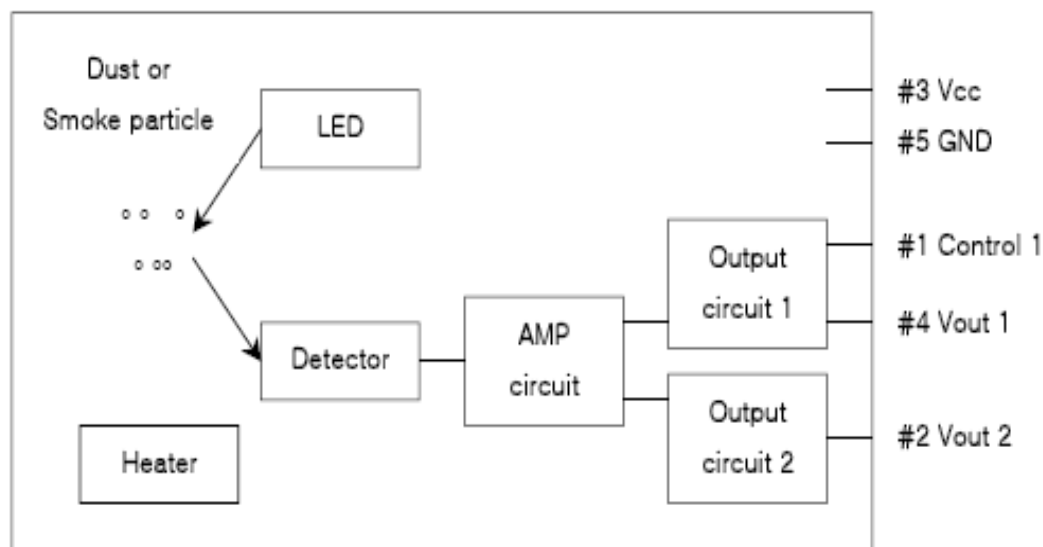 Dust or
Smoke particle
LED
#3 Vcc
#5 GND
Output
circuit 1
#1 Control 1
#4 Vout 1
Detector
AMP
circuit
Output
circuit 2
#2 Vout 2
Heater